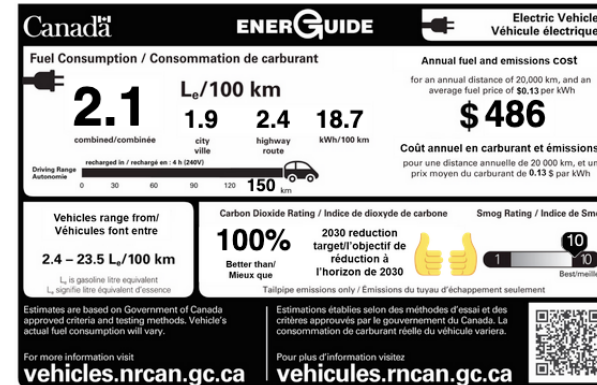 Canada
ENERGUIDE
Electric Vehicle
Véhicule électrique
Fuel Consumption / Consommation de carburant
2.1
combined/combinée
Le/100 km
1.9
city
ville
2.4
highway
route
18.7
kWh/100 km
recharged in / rechargé en : 4 h (240V)
Driving Range
Autonomie
0 30 60 90 120 150 km
Annual fuel and emissions COST
for an annual distance of 20,000 km, and an
average fuel price of $0.13 per kWh
$ 486
Coût annuel en carburant et émissions
pour une distance annuelle de 20 000 km, et un
prix moyen du carburant de 0.13 $ par kWh
Vehicles range from/
Véhicules font entre
2.4 – 23.5 Le/100 km
Le is gasoline litre equivalent
Le signifie litre équivalent d'essence
Carbon Dioxide Rating / Indice de dioxyde de carbone
100%
Better than/
Mieux que
2030 reduction
target/l'objectif de
réduction à
l'horizon de 2030
Smog Rating / Indice de Smo
1
10
10
Best/meille
Tailpipe emissions only / Émissions du tuyau d'échappement seulement
Estimates are based on Government of Canada
approved criteria and testing methods. Vehicle's
actual fuel consumption will vary.
For more information visit
vehicles.nrcan.gc.ca
Estimations établies selon des méthodes d'essai et des
critères approuvés par le gouvernement du Canada. La
consommation de carburant réelle du véhicule variera.
Pour plus d'information visitez
vehicules.rncan.gc.ca